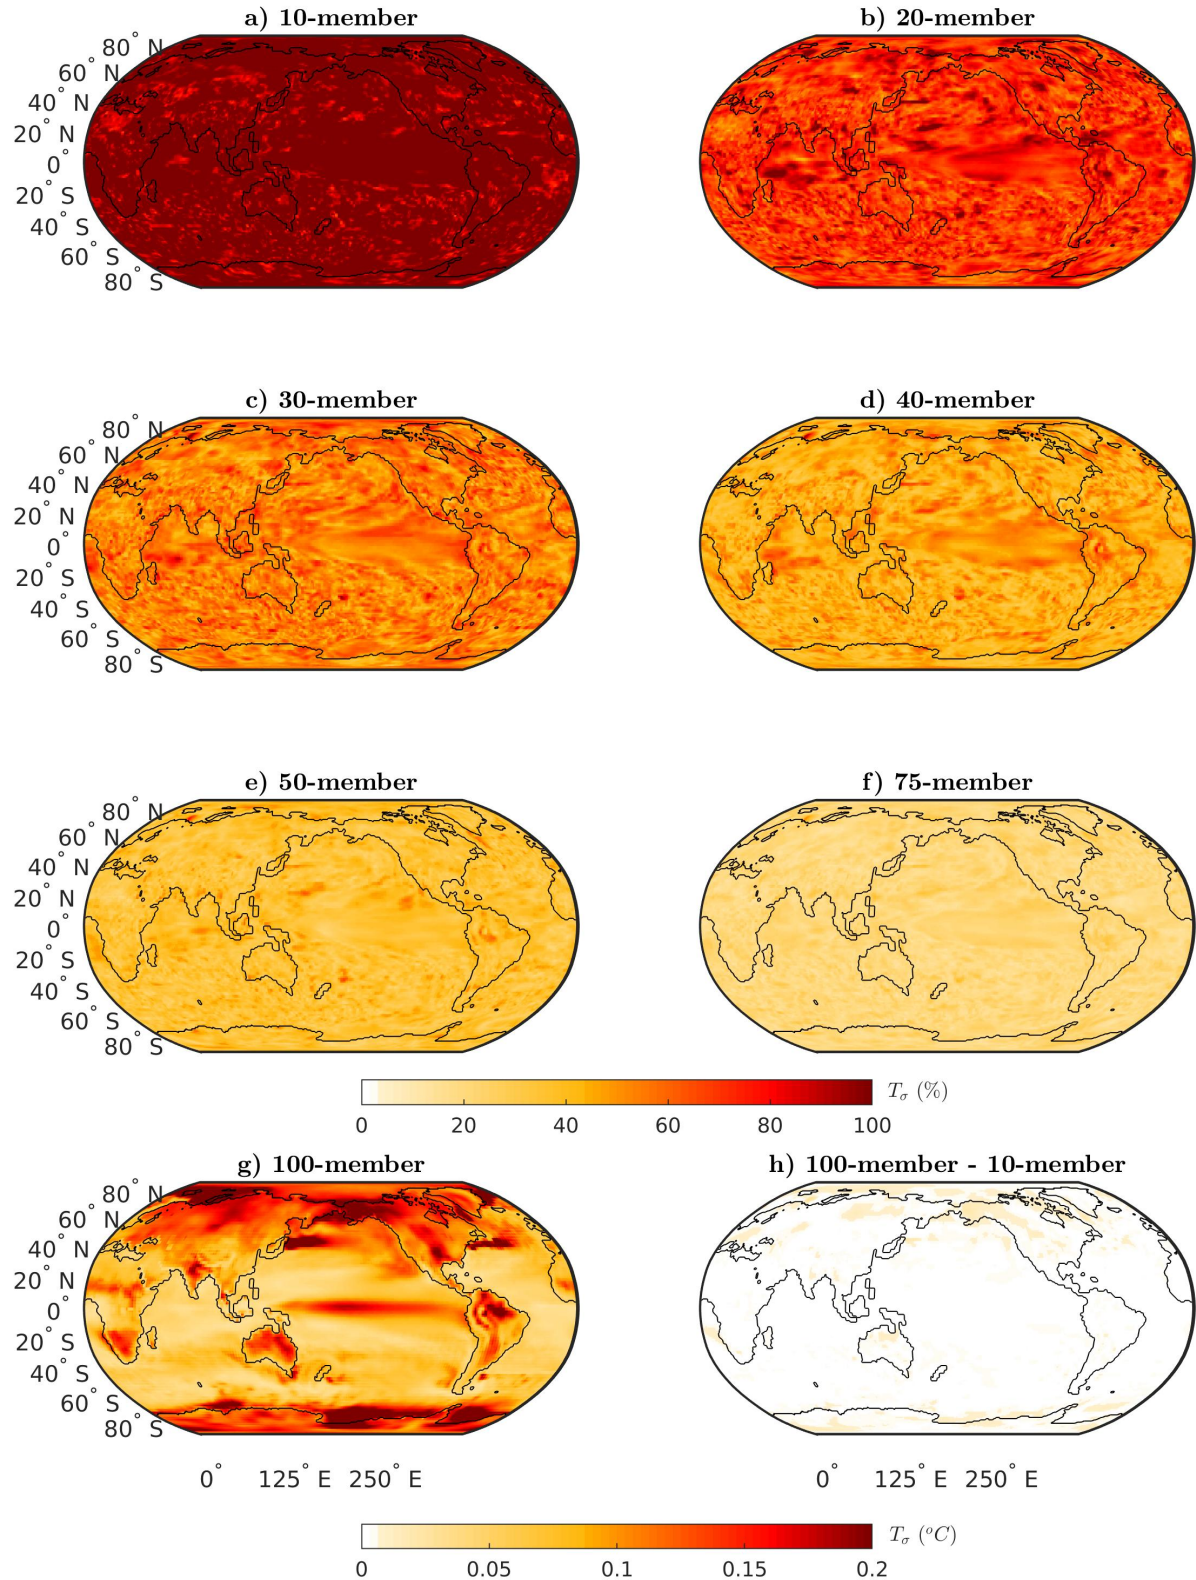 a) 10-member
b) 20-member
80° N
60° N
40° N
20° N
0°
20° S
40° S
60° S
80° S
c) 30-member
d) 40-member
80° N
60° N
40° N
20° N
0°
20° S
40° S
60° S
80° S
e) 50-member
f) 75-member
80° N
60° N
40° N
20° N
0°
20° S
40° S
60° S
80° S
Tσ (%)
0 20 40 60 80 100
g) 100-member
h) 100-member - 10-member
80° N
60° N
40° N
20° N
0°
20° S
40° S
60° S
80° S
0° 125° E 250° E
0° 125° E 250° E
Tσ (°C)
0 0.05 0.1 0.15 0.2